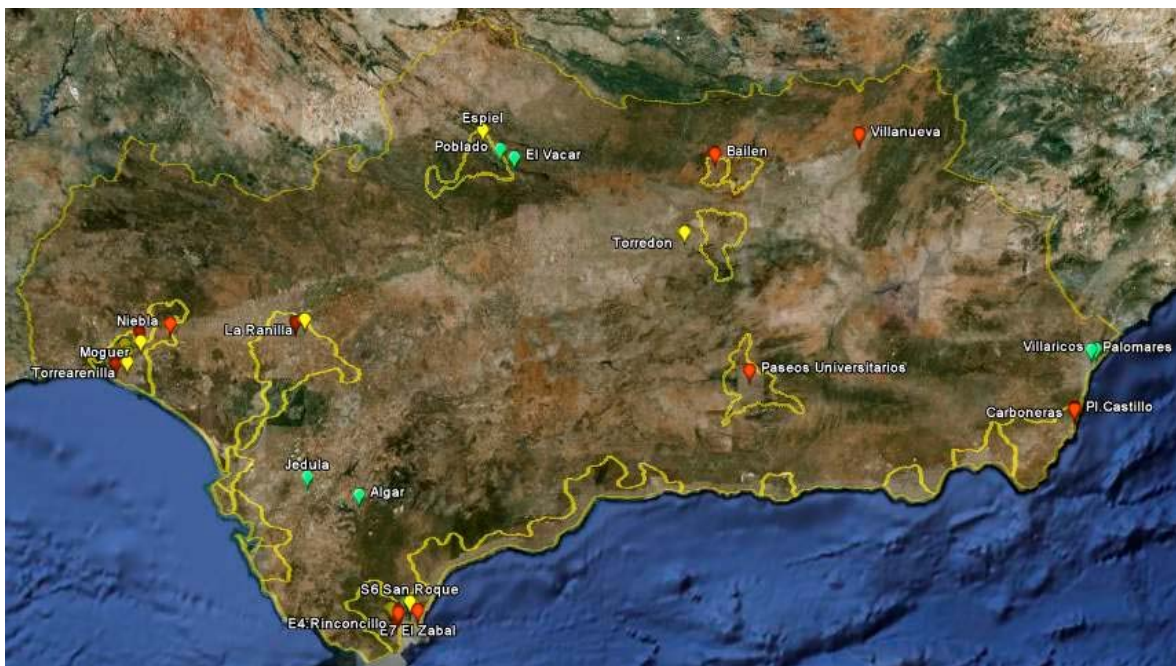 Espiel
Poblado
El Vacar
Bailen
Villanueva
Torredon
Niebla
La Ranilla
Moguer
Torrearenilla
Villaricos
Palomares
Paseos Universitarios
Carboneras
Pl.Castillo
Jedula
Algar
S6 San Roque
E4 Rinconcillo
E7 El Zabal